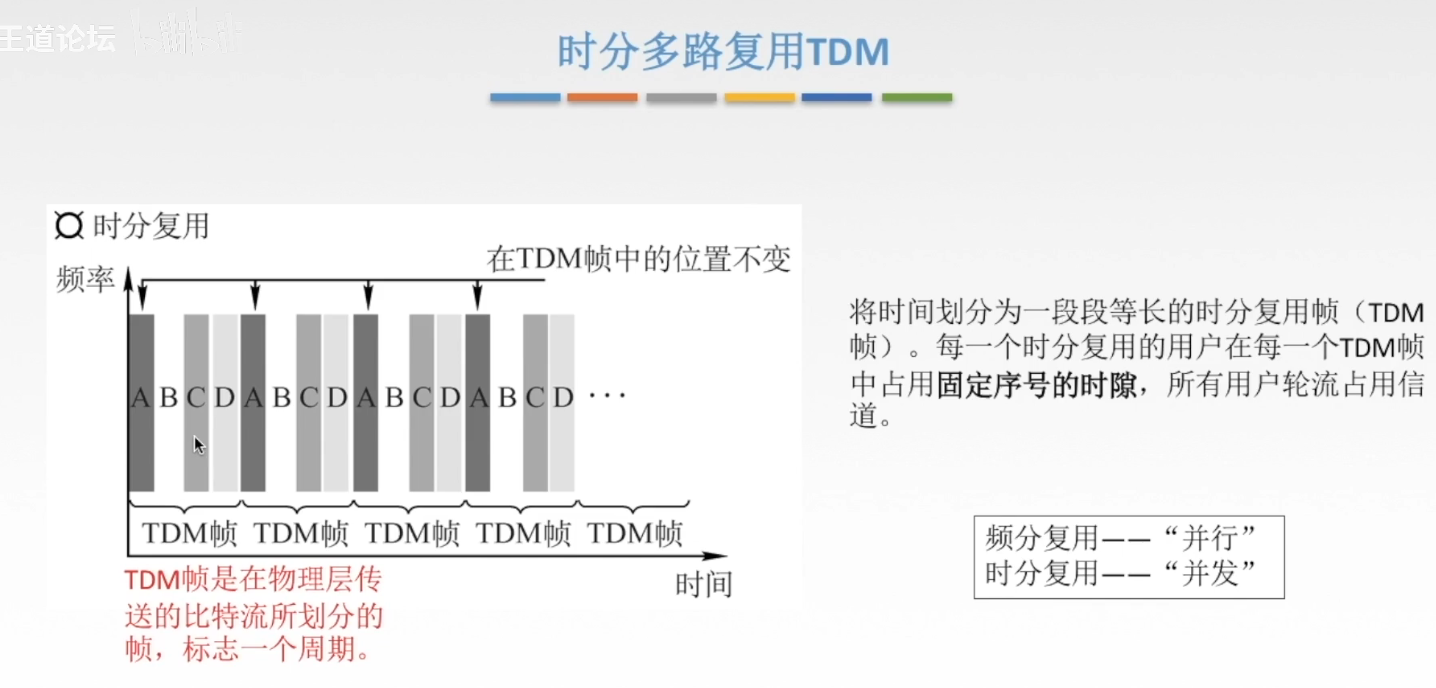 王道论坛
时分多路复用TDM
¤ 时分复用
在TDM帧中的位置不变
频率
A B C D A B C D A B C D A B C D ···
TDM帧 TDM帧 TDM帧 TDM帧 TDM帧
时间
TDM帧是在物理层传
送的比特流所划分的
帧，标志一个周期。
将时间划分为一段段等长的时分复用帧（TDM
帧）。每一个时分复用的用户在每一个TDM帧
中占用固定序号的时隙，所有用户轮流占用信
道。
频分复用——“并行”
时分复用——“并发”